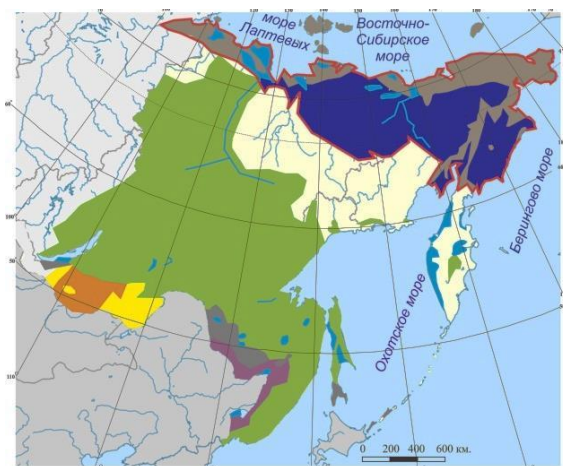 море
Лаптевых
Восточно-
Сибирское
море
Берингово море
Охотское море
0 200 400 600 км.